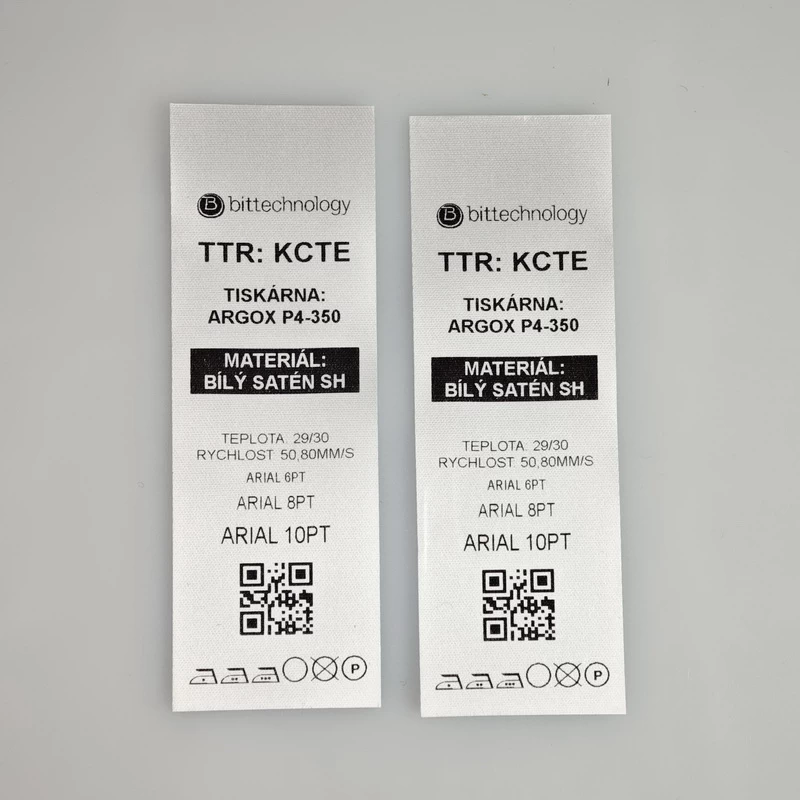 B bittechnology
TTR: KCTE
TISKÁRNA:
ARGOX P4-350
MATERIÁL:
BÍLÝ SATÉN SH
TEPLOTA 29/30
RYCHLOST 50,80MM/S
ARIAL 6PT
ARIAL 8PT
ARIAL 10PT
P
B bittechnology
TTR: KCTE
TISKÁRNA:
ARGOX P4-350
MATERIÁL:
BÍLÝ SATÉN SH
TEPLOTA 29/30
RYCHLOST 50,80MM/S
ARIAL 6PT
ARIAL 8PT
ARIAL 10PT
P